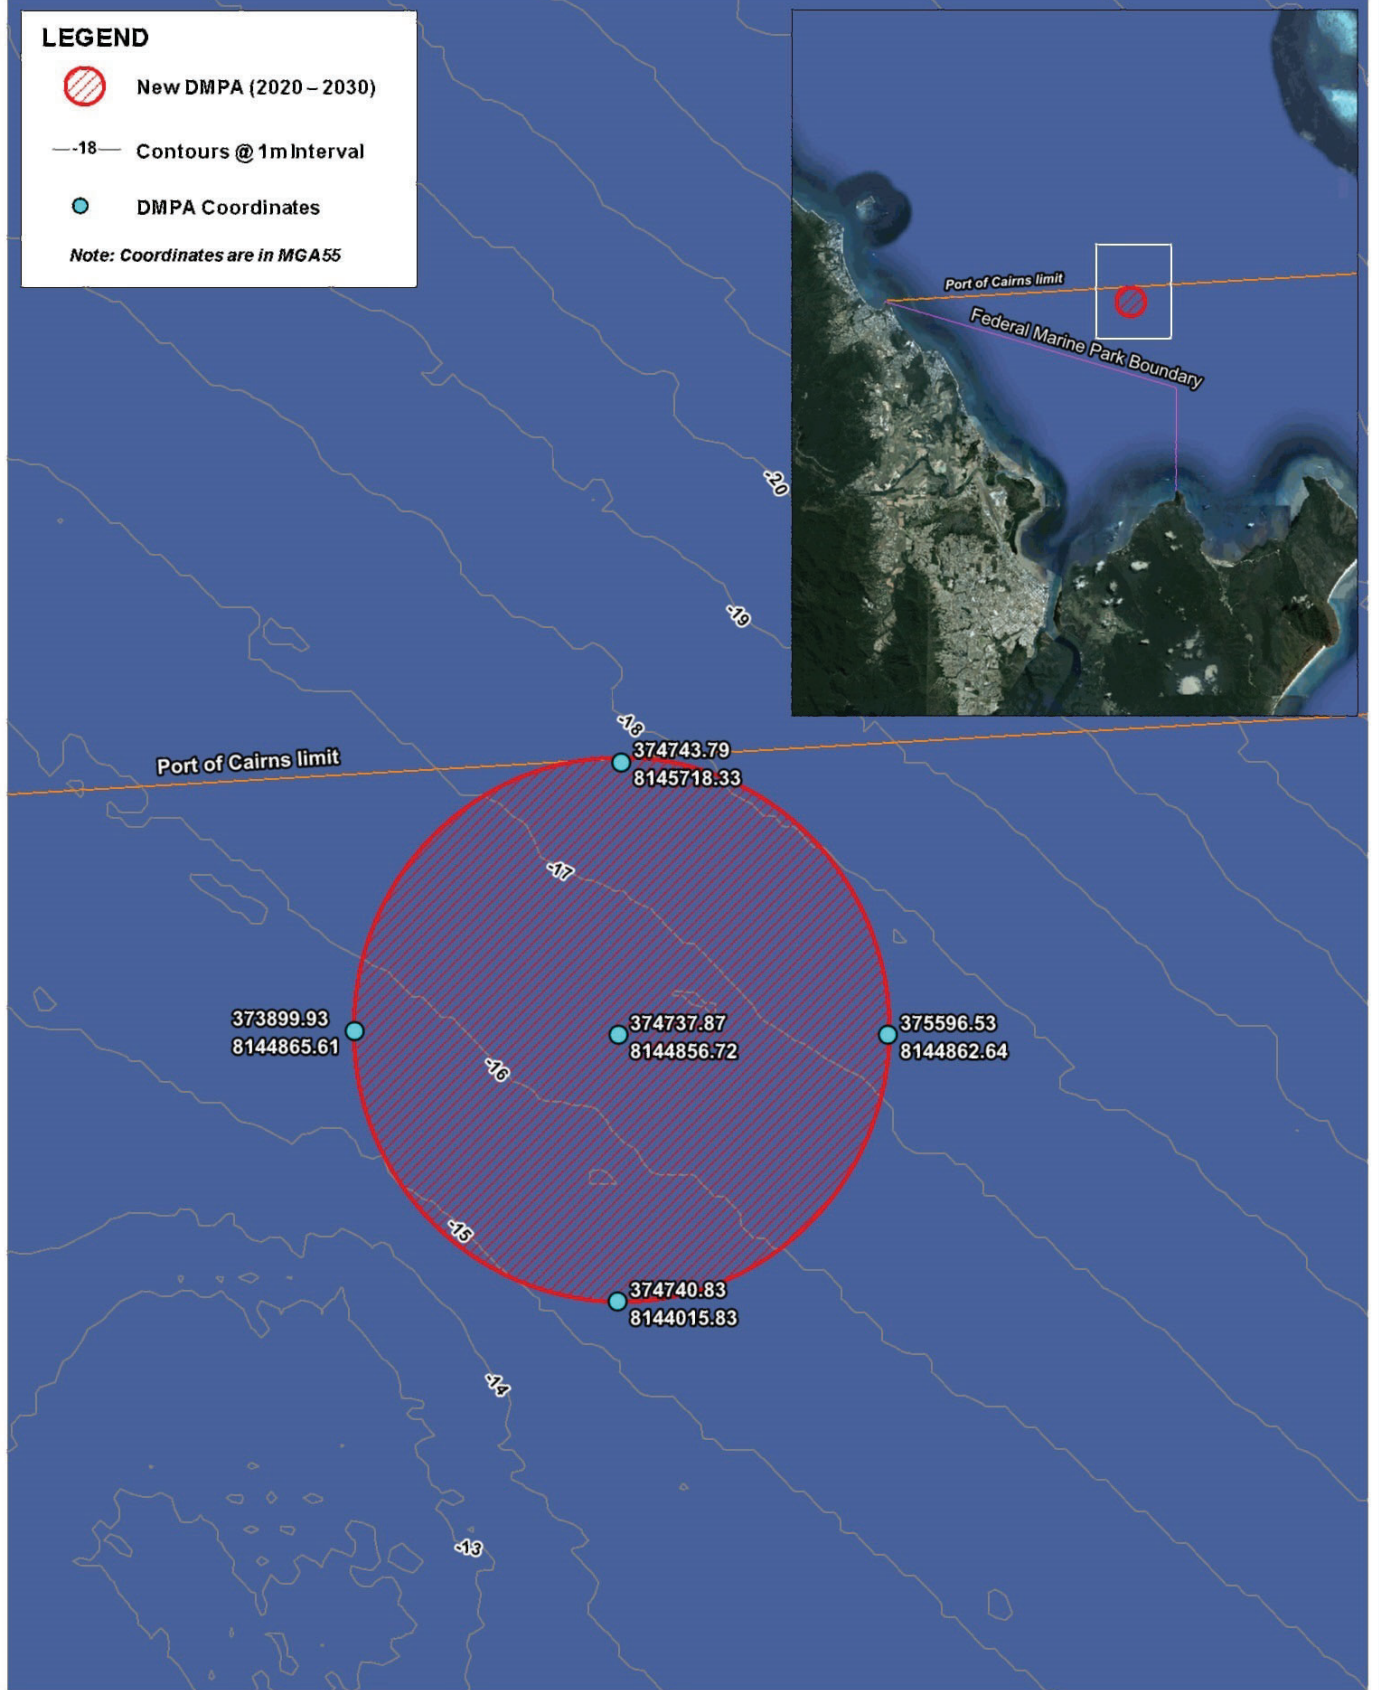 LEGEND
New DMPA (2020 – 2030)
-18
Contours @ 1m Interval
DMPA Coordinates
Note: Coordinates are in MGA55
Port of Cairns limit
Federal Marine Park Boundary
-20
-19
-18
Port of Cairns limit
374743.79
8145718.33
-17
373899.93
8144865.61
374737.87
8144856.72
375596.53
8144862.64
-16
-15
374740.83
8144015.83
-14
-13